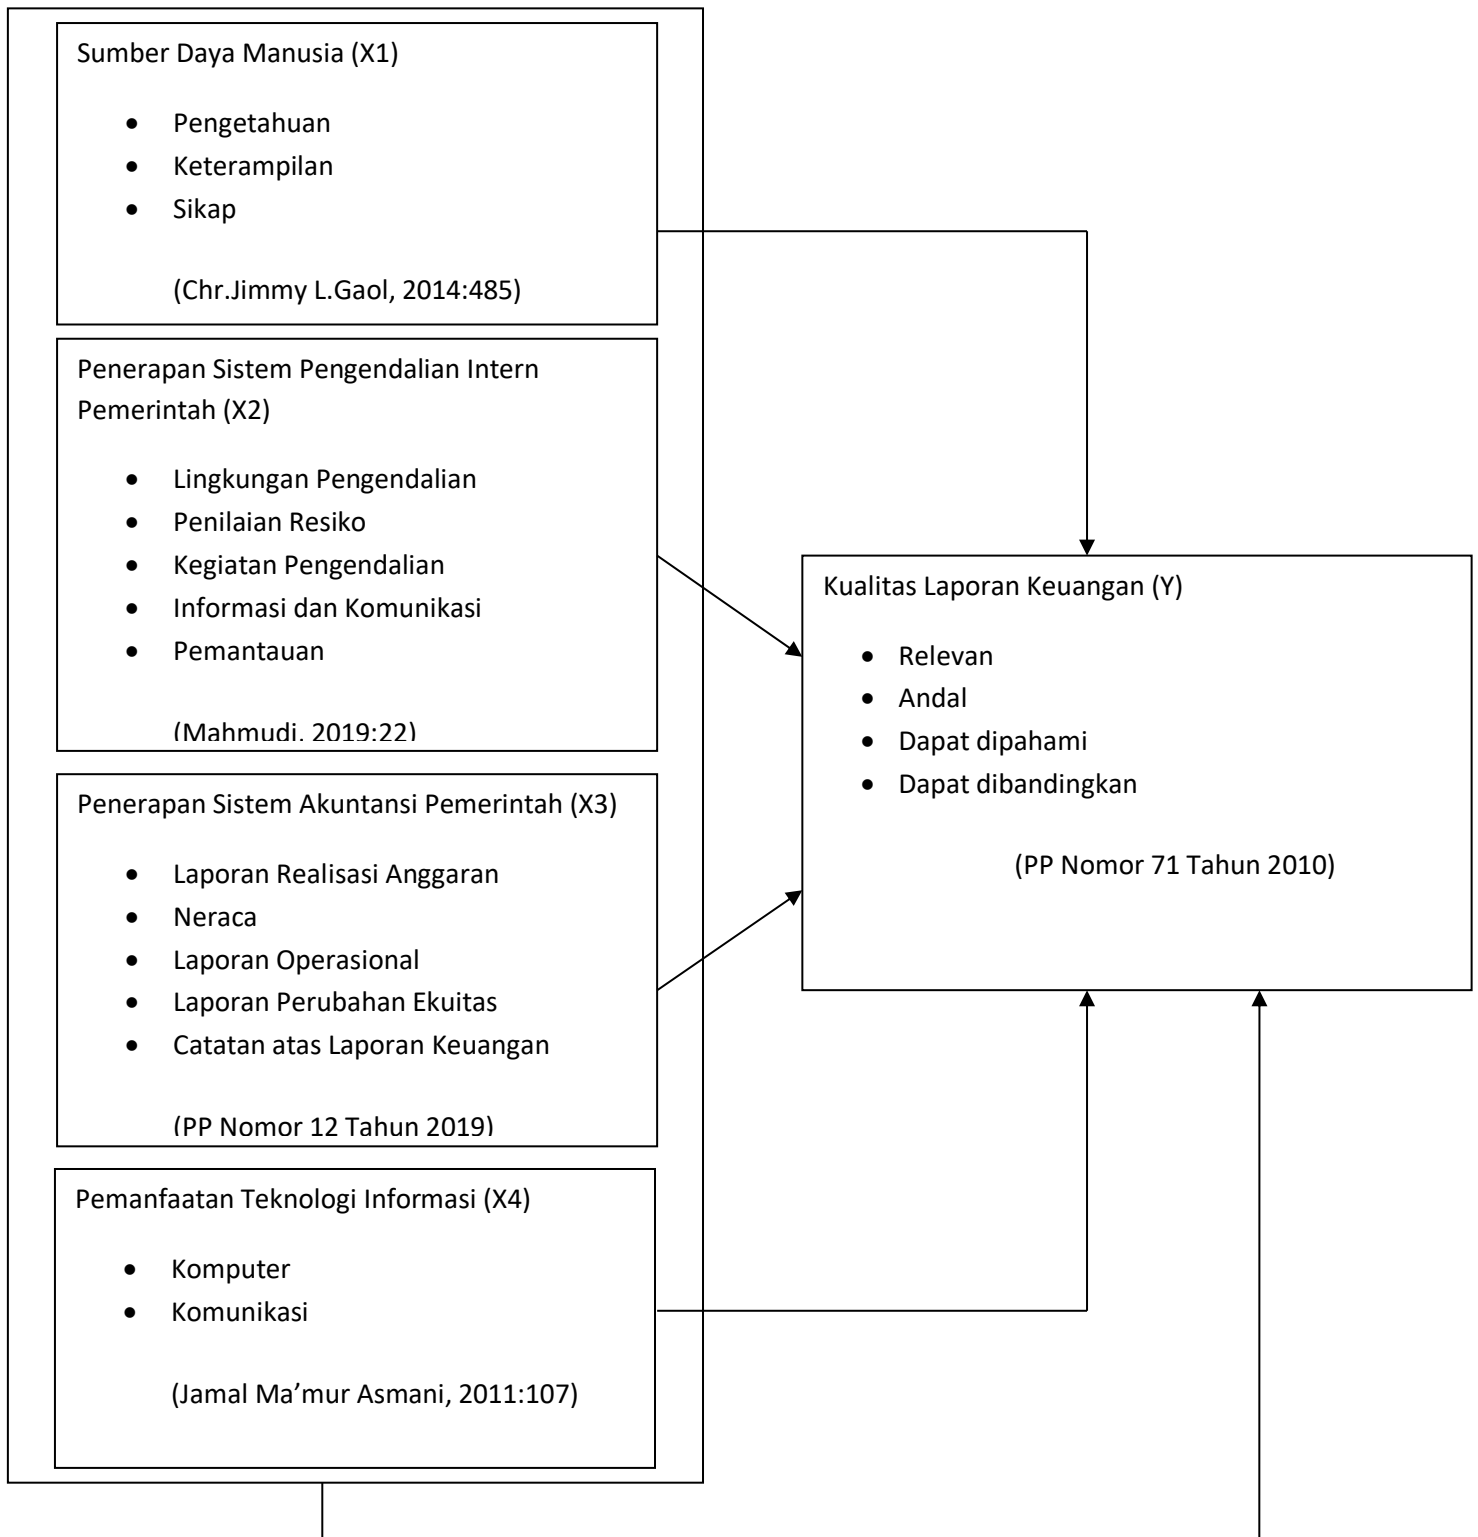 Sumber Daya Manusia (X1)
• Pengetahuan
• Keterampilan
• Sikap
(Chr.Jimmy L.Gaol, 2014:485)
Penerapan Sistem Pengendalian Intern
Pemerintah (X2)
• Lingkungan Pengendalian
• Penilaian Resiko
• Kegiatan Pengendalian
• Informasi dan Komunikasi
• Pemantauan
(Mahmudi, 2019:22)
Penerapan Sistem Akuntansi Pemerintah (X3)
• Laporan Realisasi Anggaran
• Neraca
• Laporan Operasional
• Laporan Perubahan Ekuitas
• Catatan atas Laporan Keuangan
(PP Nomor 12 Tahun 2019)
Pemanfaatan Teknologi Informasi (X4)
• Komputer
• Komunikasi
(Jamal Ma’mur Asmani, 2011:107)
Kualitas Laporan Keuangan (Y)
• Relevan
• Andal
• Dapat dipahami
• Dapat dibandingkan
(PP Nomor 71 Tahun 2010)